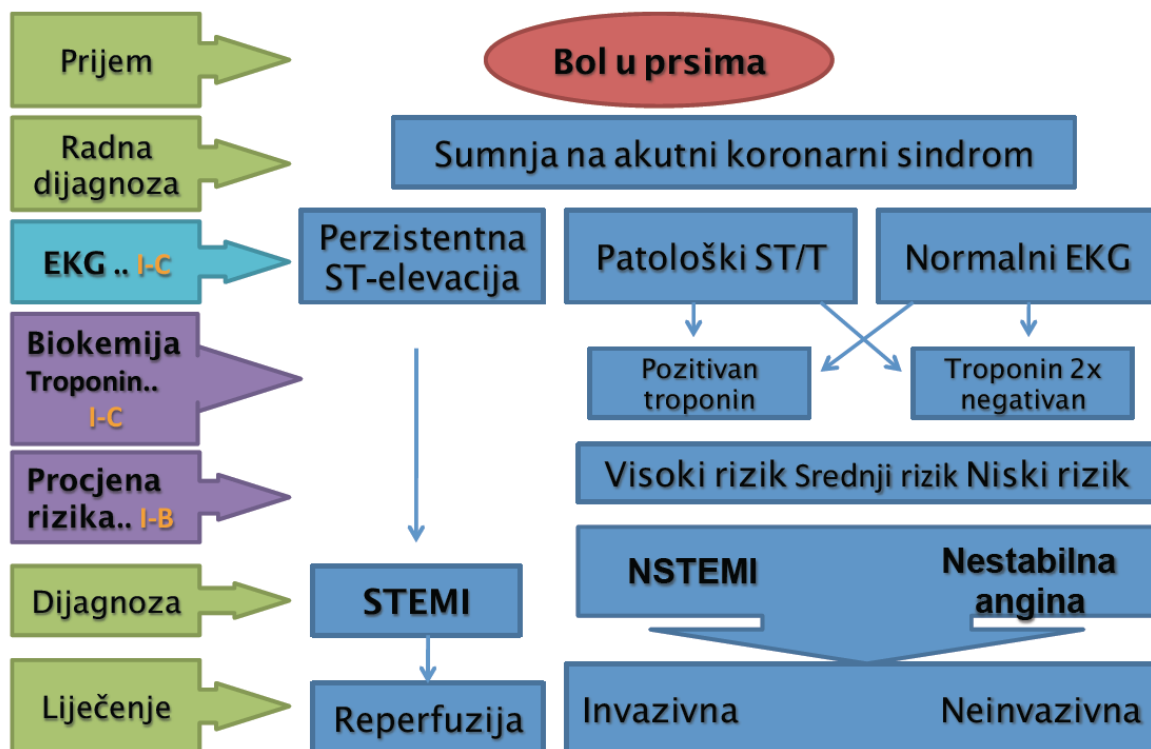 Prijem
Bol u prsima
Radna
dijagnoza
Sumnja na akutni koronarni sindrom
EKG .. I-C
Perzistentna
ST-elevacija
Patološki ST/T
Normalni EKG
Biokemija
Troponin..
I-C
Pozitivan
troponin
Troponin 2x
negativan
Procjena
rizika.. I-B
Visoki rizik Srednji rizik Niski rizik
Dijagnoza
STEMI
NSTEMI
Nestabilna
angina
Liječenje
Reperfuzija
Invazivna
Neinvazivna